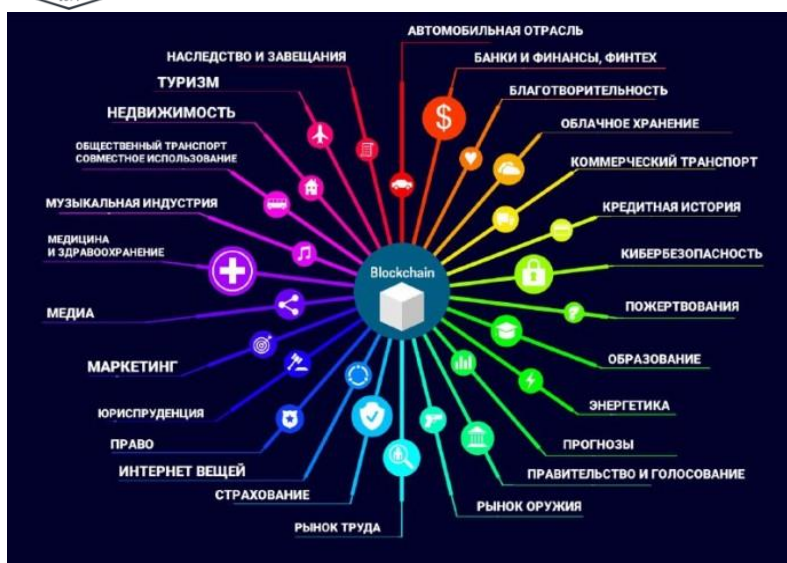 АВТОМОБИЛЬНАЯ ОТРАСЛЬ
БАНКИ И ФИНАНСЫ, ФИНТЕХ
БЛАГОТВОРИТЕЛЬНОСТЬ
ОБЛАЧНОЕ ХРАНЕНИЕ
КОММЕРЧЕСКИЙ ТРАНСПОРТ
КРЕДИТНАЯ ИСТОРИЯ
КИБЕРБЕЗОПАСНОСТЬ
ПОЖЕРТВОВАНИЯ
ОБРАЗОВАНИЕ
ЭНЕРГЕТИКА
ПРОГНОЗЫ
ПРАВИТЕЛЬСТВО И ГОЛОСОВАНИЕ
РЫНОК ОРУЖИЯ
РЫНОК ТРУДА
СТРАХОВАНИЕ
ИНТЕРНЕТ ВЕЩЕЙ
ПРАВО
ЮРИСПРУДЕНЦИЯ
МАРКЕТИНГ
МЕДИА
МЕДИЦИНА
И ЗДРАВООХРАНЕНИЕ
МУЗЫКАЛЬНАЯ ИНДУСТРИЯ
ОБЩЕСТВЕННЫЙ ТРАНСПОРТ
СОВМЕСТНОЕ ИСПОЛЬЗОВАНИЕ
НЕДВИЖИМОСТЬ
ТУРИЗМ
НАСЛЕДСТВО И ЗАВЕЩАНИЯ
Blockchain
$